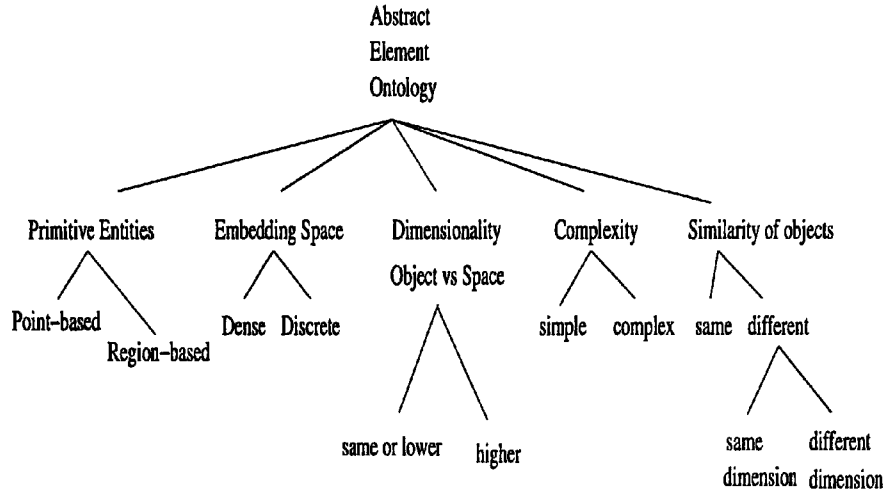 Abstract
Element
Ontology
Primitive Entities
Embedding Space
Dimensionality
Object vs Space
Complexity
Similarity of objects
Point-based
Region-based
Dense
Discrete
same or lower
higher
simple
complex
same
different
same
dimension
different
dimension